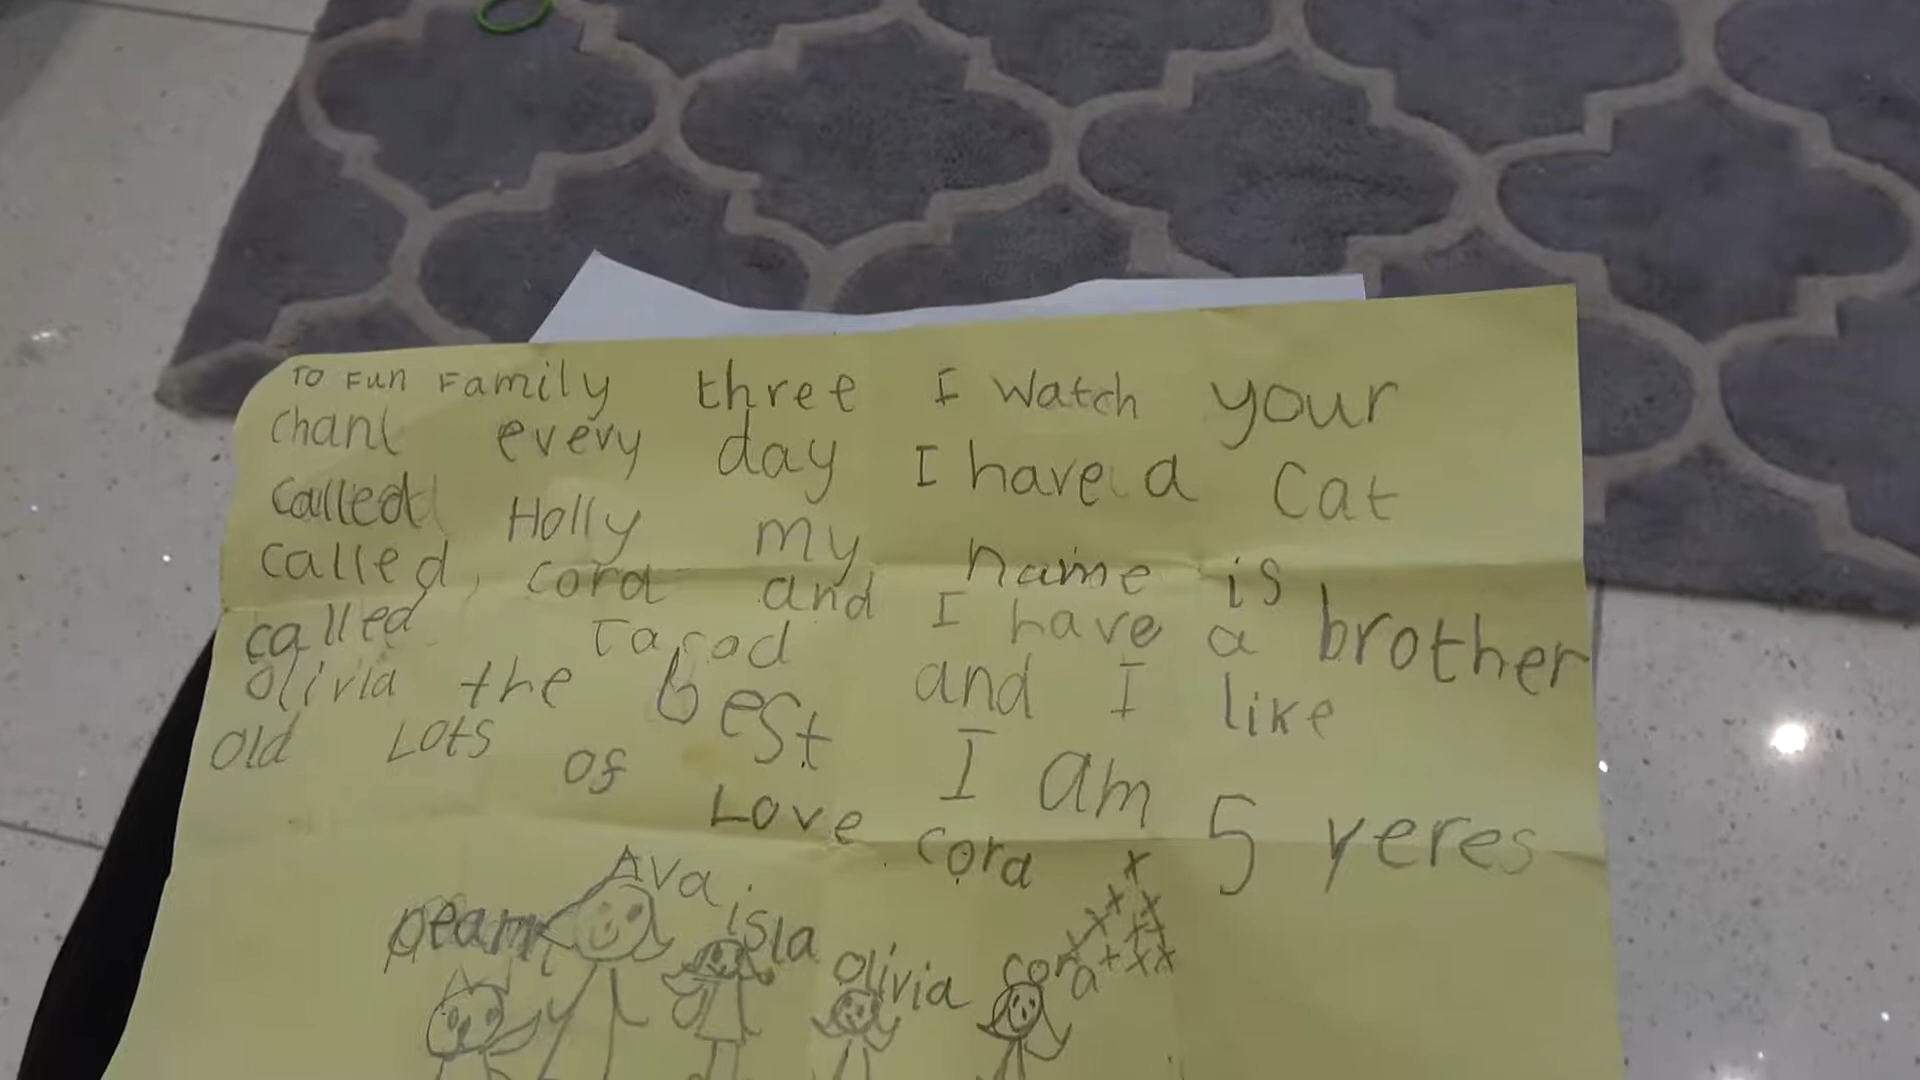 TO FUN FAmily three I watch your
chanl every day I have a cat
called Holly my name is
called, cora and I have a brother
called Tarod and I like
Olivia the best I am 5 yeres
old Lots of Love cora
Ava
isla
Olivia
cora
x x x x x x + x x